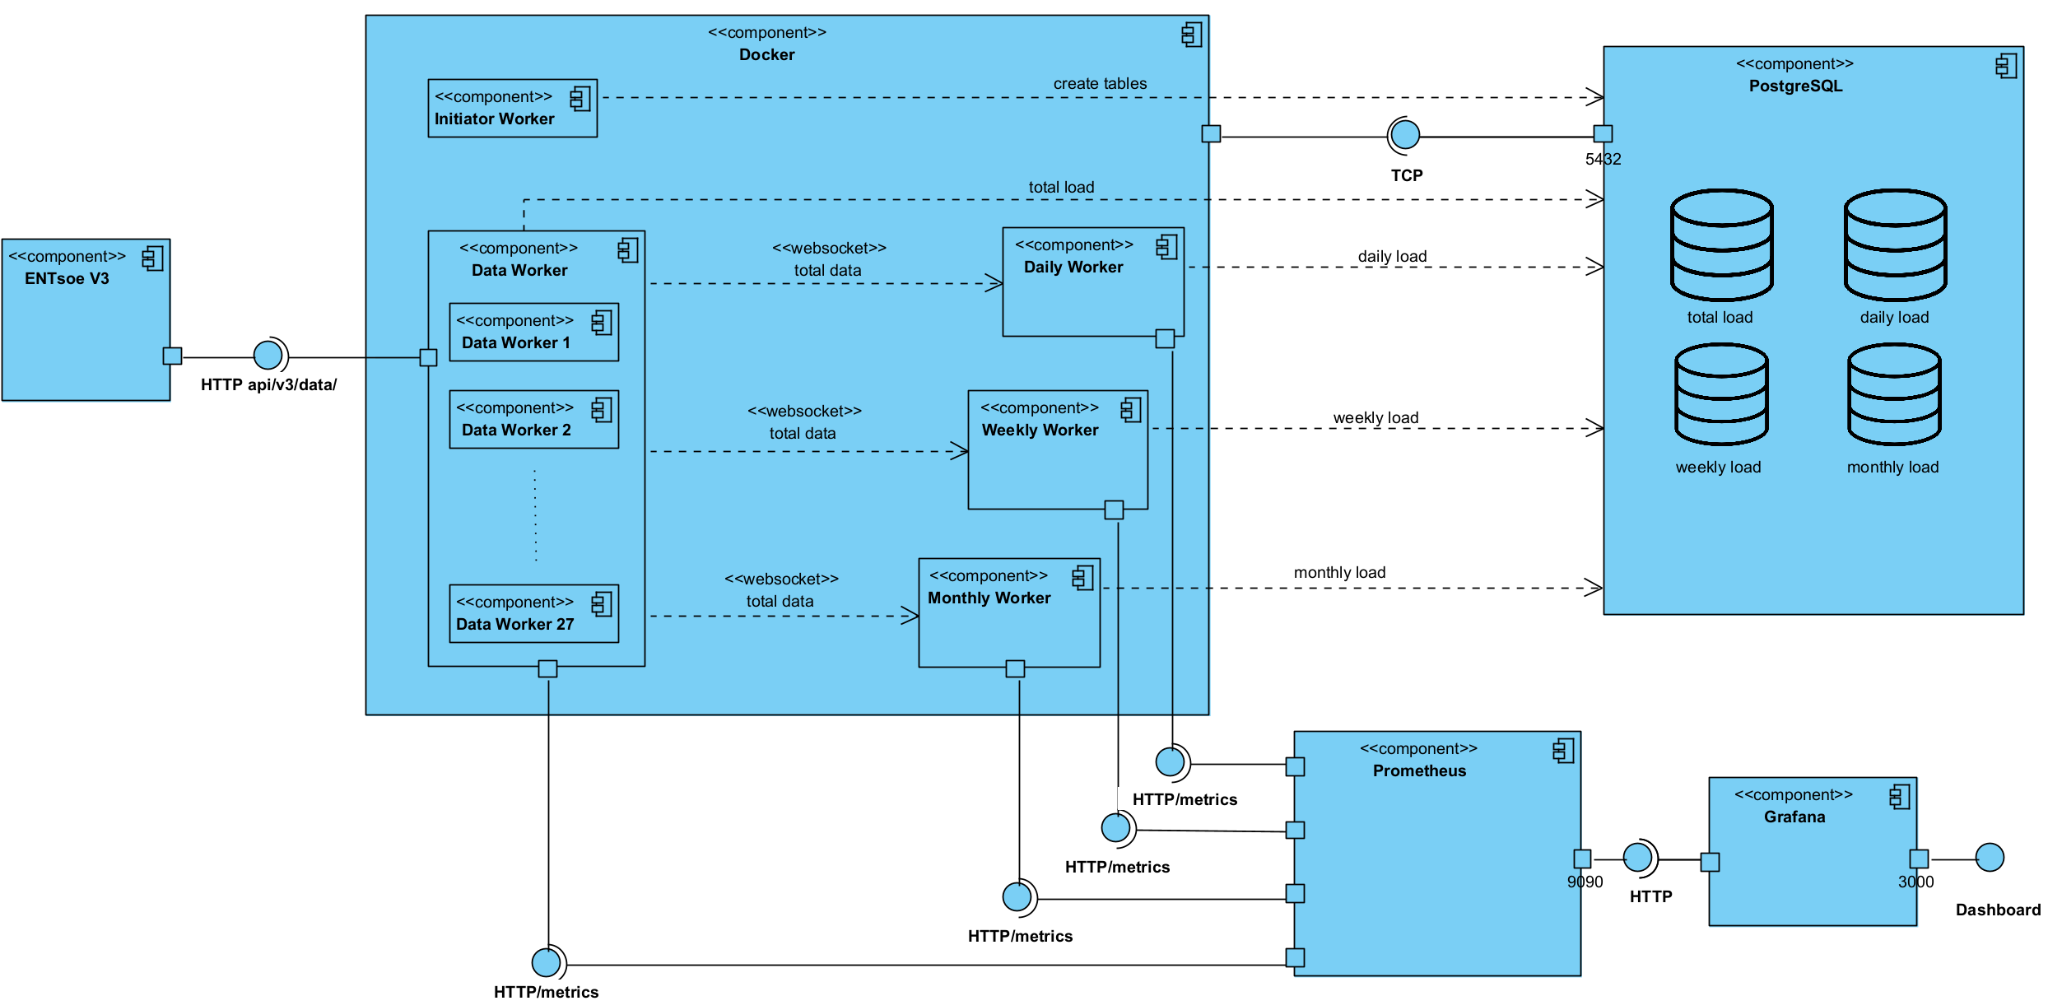 <<component>>
Docker
<<component>>
Initiator Worker
create tables
<<component>>
PostgreSQL
5432
TCP
total load
<<component>>
ENTsoe V3
HTTP api/v3/data/
<<component>>
Data Worker
<<component>>
Data Worker 1
<<component>>
Data Worker 2
<<component>>
Data Worker 27
<<websocket>>
total data
<<component>>
Daily Worker
daily load
<<websocket>>
total data
<<component>>
Weekly Worker
weekly load
<<websocket>>
total data
<<component>>
Monthly Worker
monthly load
total load
daily load
weekly load
monthly load
HTTP/metrics
HTTP/metrics
HTTP/metrics
HTTP/metrics
<<component>>
Prometheus
9090
HTTP
<<component>>
Grafana
3000
Dashboard